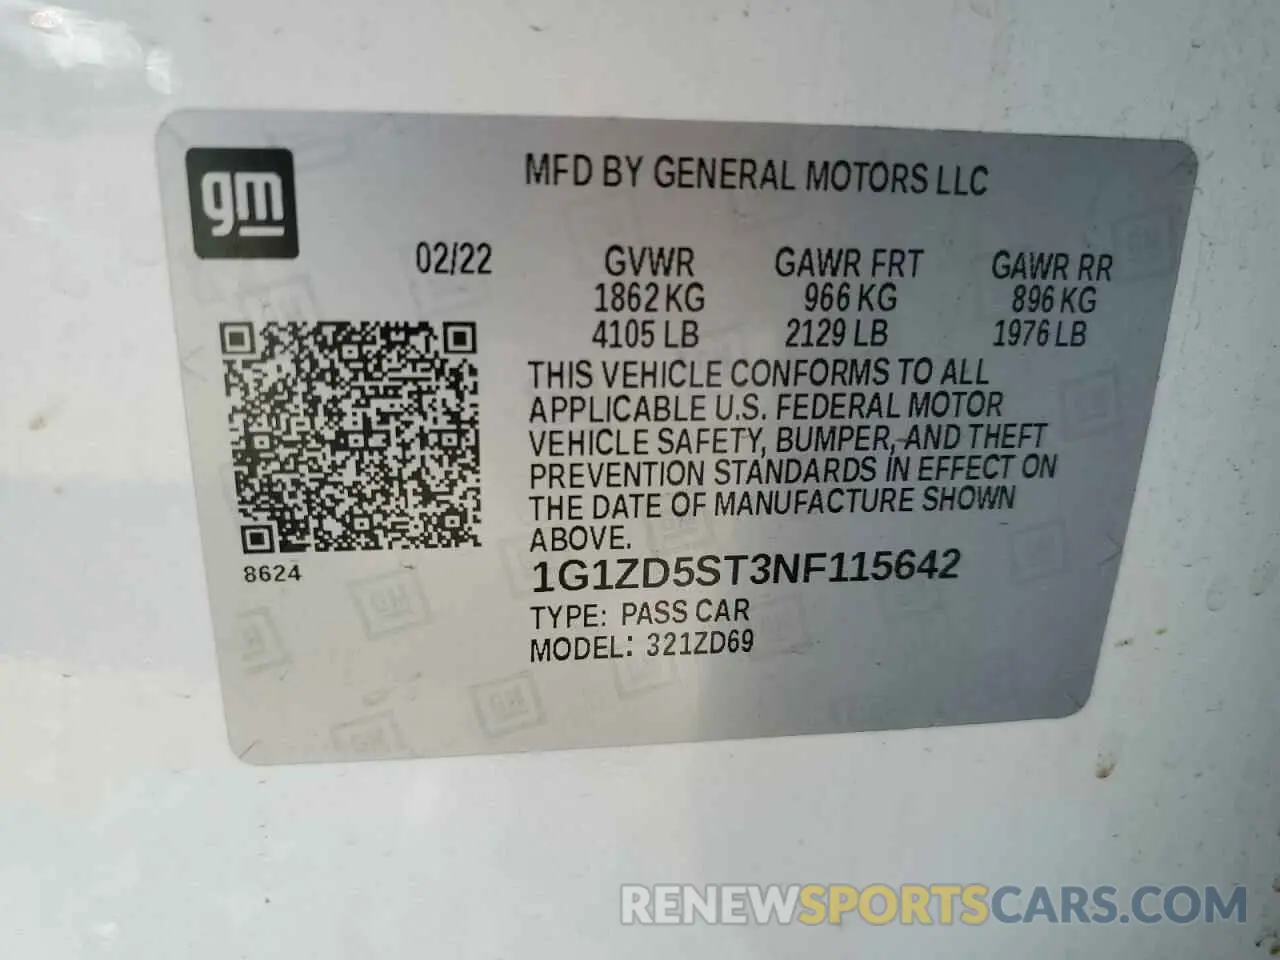 gm
MFD BY GENERAL MOTORS LLC
02/22 GVWR GAWR FRT GAWR RR
1862 KG 966 KG 896 KG
4105 LB 2129 LB 1976 LB
THIS VEHICLE CONFORMS TO ALL
APPLICABLE U.S. FEDERAL MOTOR
VEHICLE SAFETY, BUMPER, AND THEFT
PREVENTION STANDARDS IN EFFECT ON
THE DATE OF MANUFACTURE SHOWN
ABOVE.
8624
1G1ZD5ST3NF115642
TYPE: PASS CAR
MODEL: 321ZD69
RENEWSPORTSCARS.COM